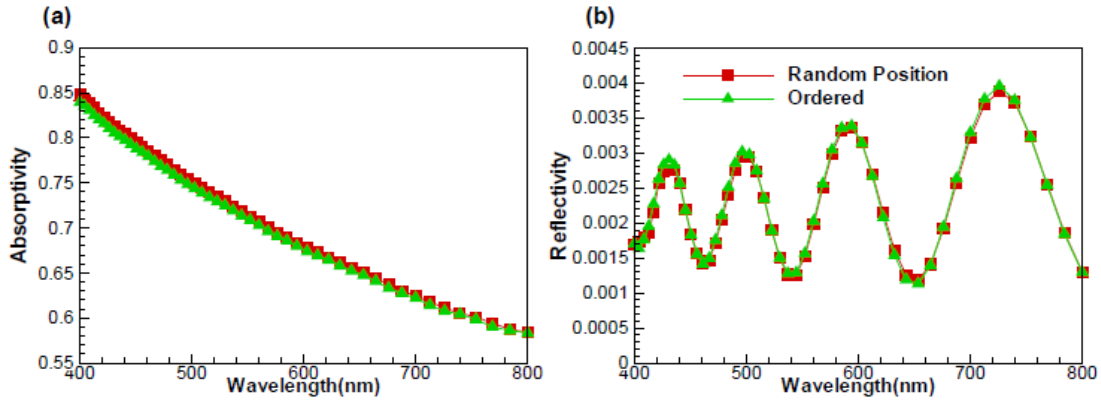 (a)
0.9
0.85
0.8
0.75
0.7
0.65
0.6
0.55
Absorptivity
400 500 600 700 800
Wavelength(nm)
(b)
0.0045
0.004
0.0035
0.003
0.0025
0.002
0.0015
0.001
0.0005
0
Reflectivity
Random Position
Ordered
400 500 600 700 800
Wavelength(nm)